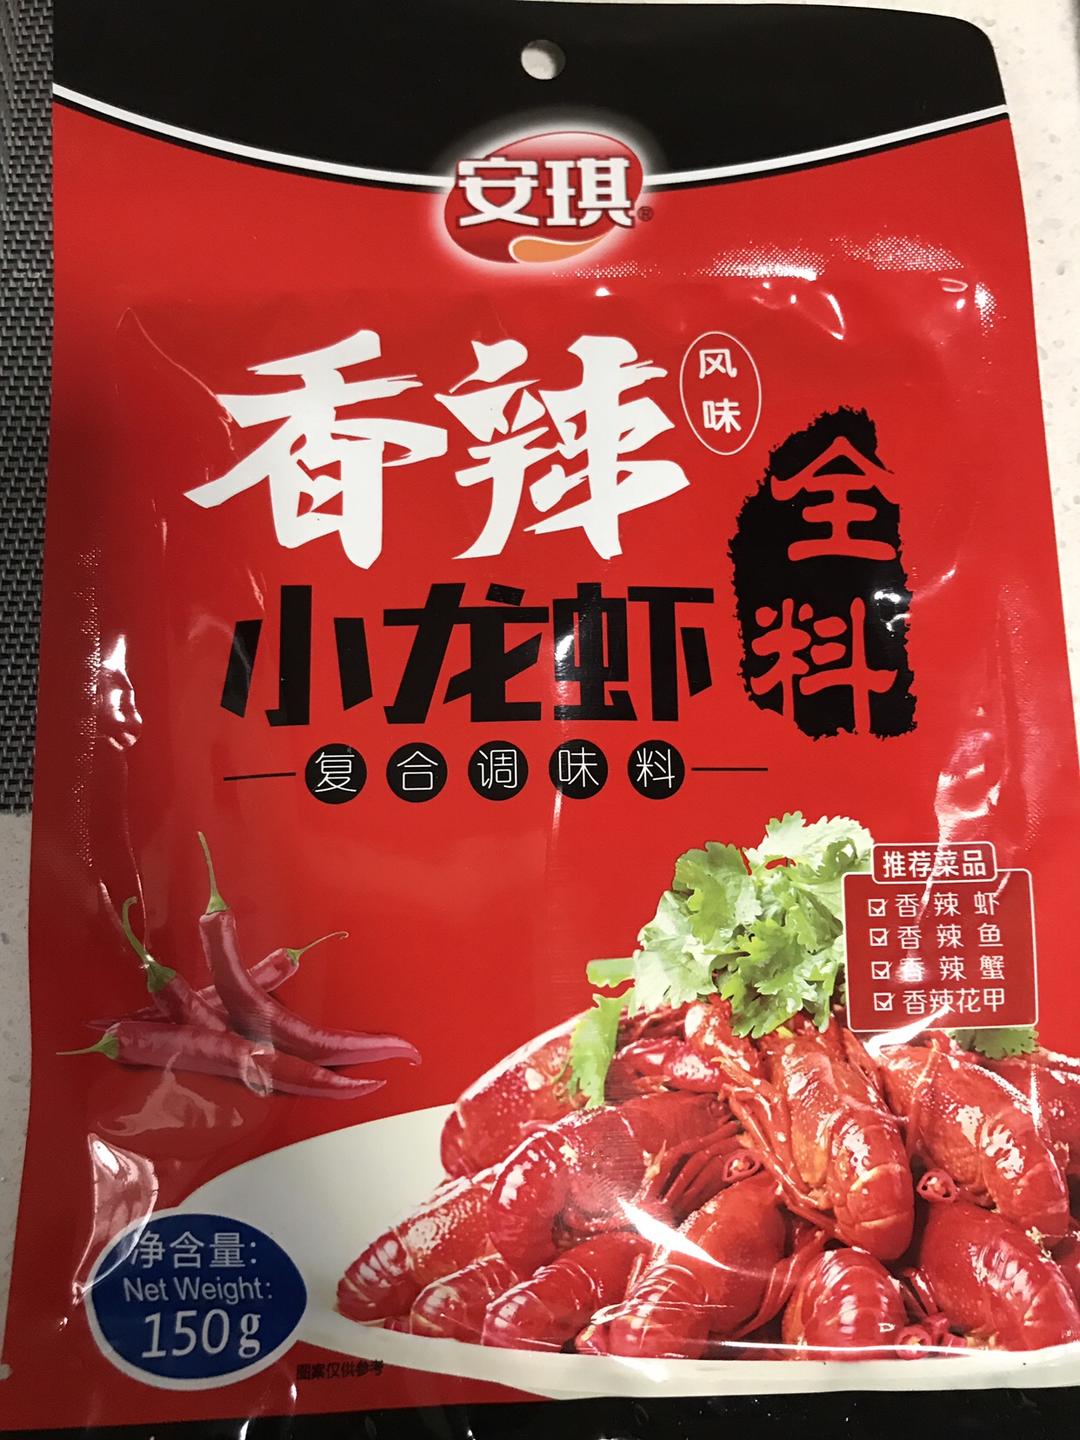 安琪®
香辣
风味
全料
小龙虾
复合调味料
推荐菜品
☑香辣虾
☑香辣鱼
☑香辣蟹
☑香辣花甲
净含量:
Net Weight:
150g
图案仅供参考